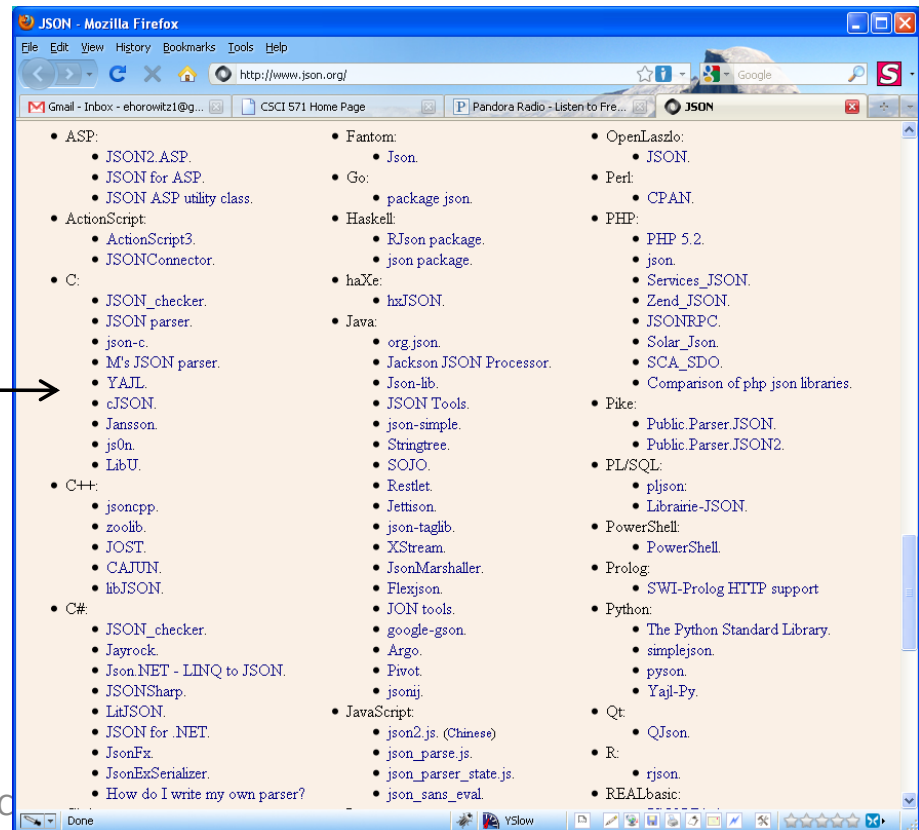 JSON - Mozilla Firefox
File Edit View History Bookmarks Tools Help
http://www.json.org/
Google
S
Gmail - Inbox - ehorowitz1@g...
CSCI 571 Home Page
Pandora Radio - Listen to Fre...
JSON
ASP:
JSON2.ASP.
JSON for ASP.
JSON ASP utility class.
ActionScript:
ActionScript3.
JSONConnector.
C:
JSON_checker.
JSON parser.
json-c.
M's JSON parser.
YAJL.
cJSON.
Jansson.
js0n.
LibU.
C++:
jsoncpp.
zoolib.
JOST.
CAJUN.
libJSON.
C#:
JSON_checker.
Jayrock.
Json.NET - LINQ to JSON.
JSONSharp.
LitJSON.
JSON for .NET.
JsonFx.
JsonExSerializer.
How do I write my own parser?
Fantom:
Json.
Go:
package json.
Haskell:
RJson package.
json package.
haXe:
hxJSON.
Java:
org.json.
Jackson JSON Processor.
Json-lib.
JSON Tools.
json-simple.
Stringtree.
SOJO.
Restlet.
Jettison.
json-taglib.
XStream.
JsonMarshaller.
Flexjson.
JON tools.
google-gson.
Argo.
Pivot.
jsonij.
JavaScript:
json2.js. (Chinese)
json_parse.js.
json_parser_state.js.
json_sans_eval.
OpenLaszlo:
JSON.
Perl:
CPAN.
PHP:
PHP 5.2.
json.
Services_JSON.
Zend_JSON.
JSONRPC.
Solar_Json.
SCA_SDO.
Comparison of php json libraries.
Pike:
Public.Parser.JSON.
Public.Parser.JSON2.
PL/SQL:
pljson:
Librairie-JSON.
PowerShell:
PowerShell.
Prolog:
SWI-Prolog HTTP support
Python:
The Python Standard Library.
simplejson.
pyson.
Yajl-Py.
Qt:
QJson.
R:
rjson.
REALbasic:
Done
YSlow